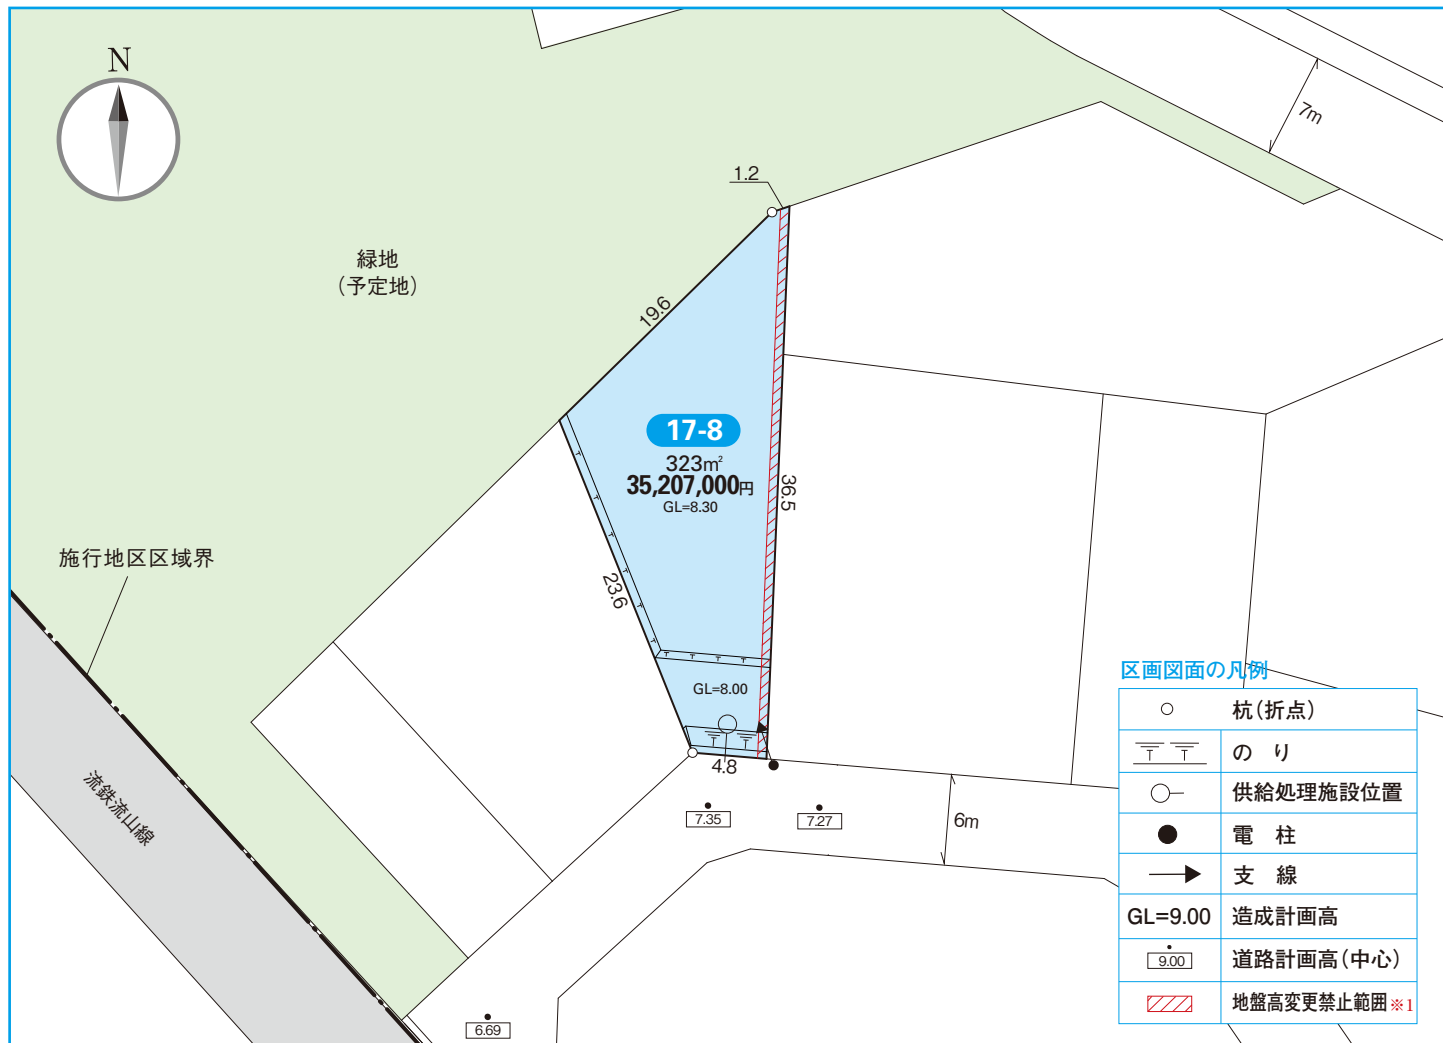 N
7m
1.2
緑地
（予定地）
19.6
17-8
323m²
35,207,000円
GL=8.30
36.5
施行地区区域界
23.6
GL=8.00
4.8
流鉄流山線
7.35
7.27
6m
6.69
区画図面の凡例
杭（折点）
のり
供給処理施設位置
電柱
支線
GL=9.00 造成計画高
9.00 道路計画高（中心）
地盤高変更禁止範囲※1